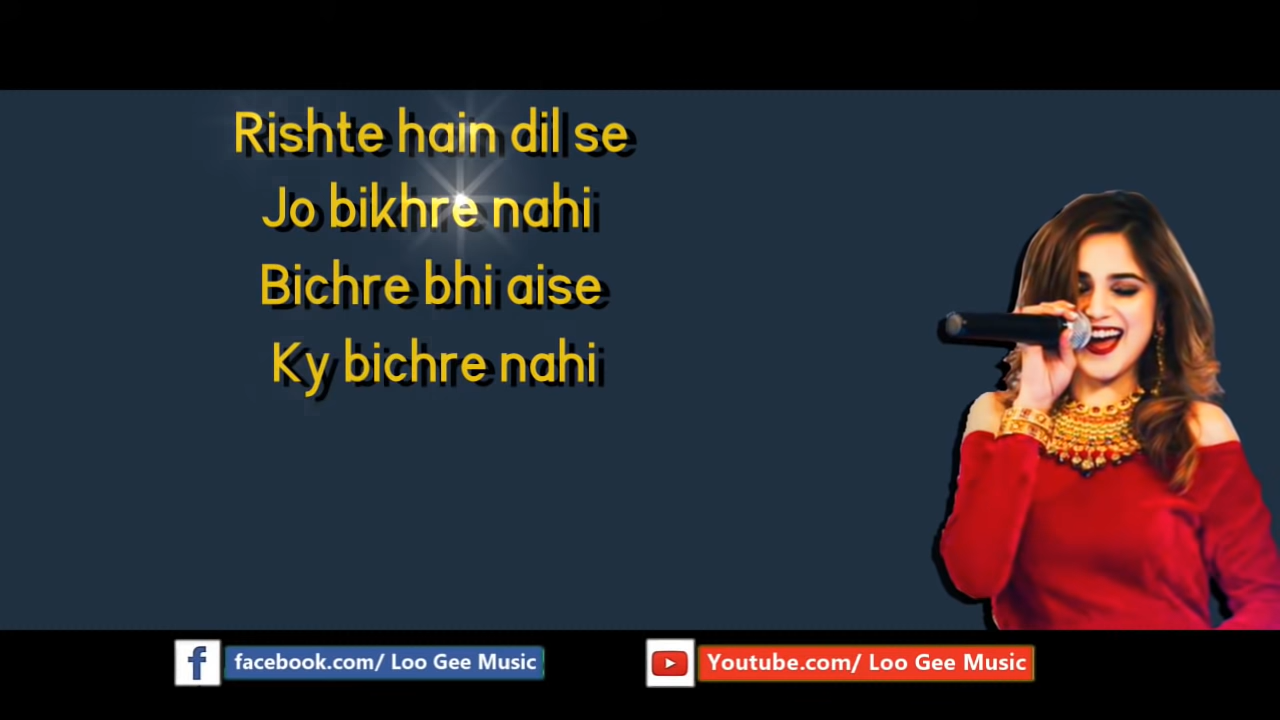 Rishte hain dil se
Jo bikhre nahi
Bichre bhi aise
Ky bichre nahi
facebook.com/ Loo Gee Music
Youtube.com/ Loo Gee Music